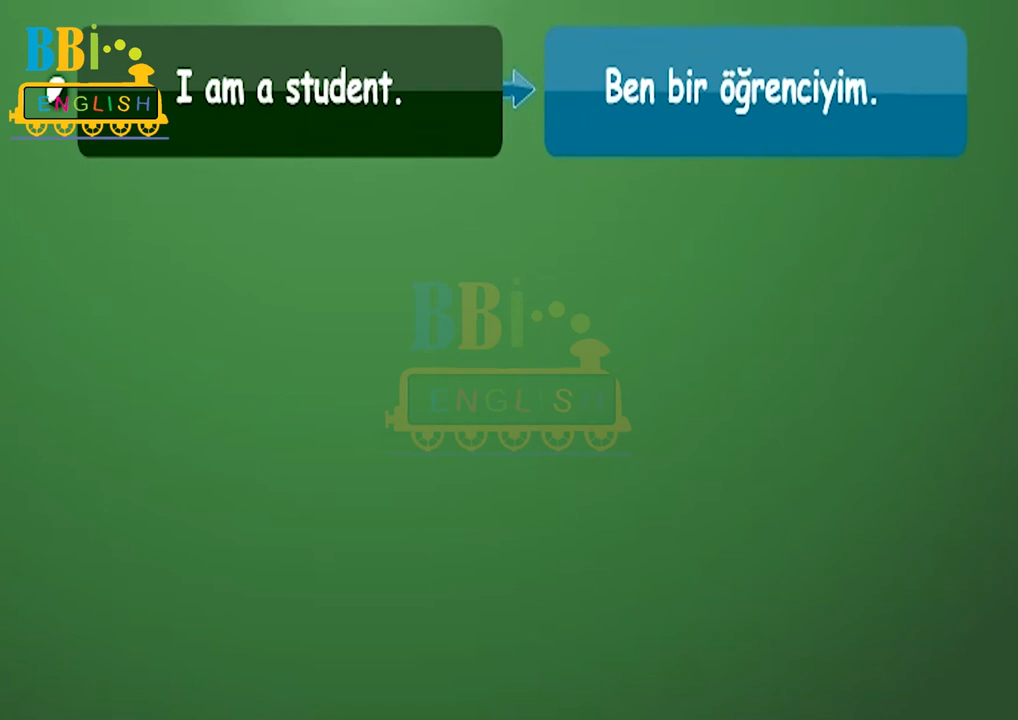 BBi
ENGLISH
I am a student.
Ben bir öğrenciyim.
BBi
ENGLISH